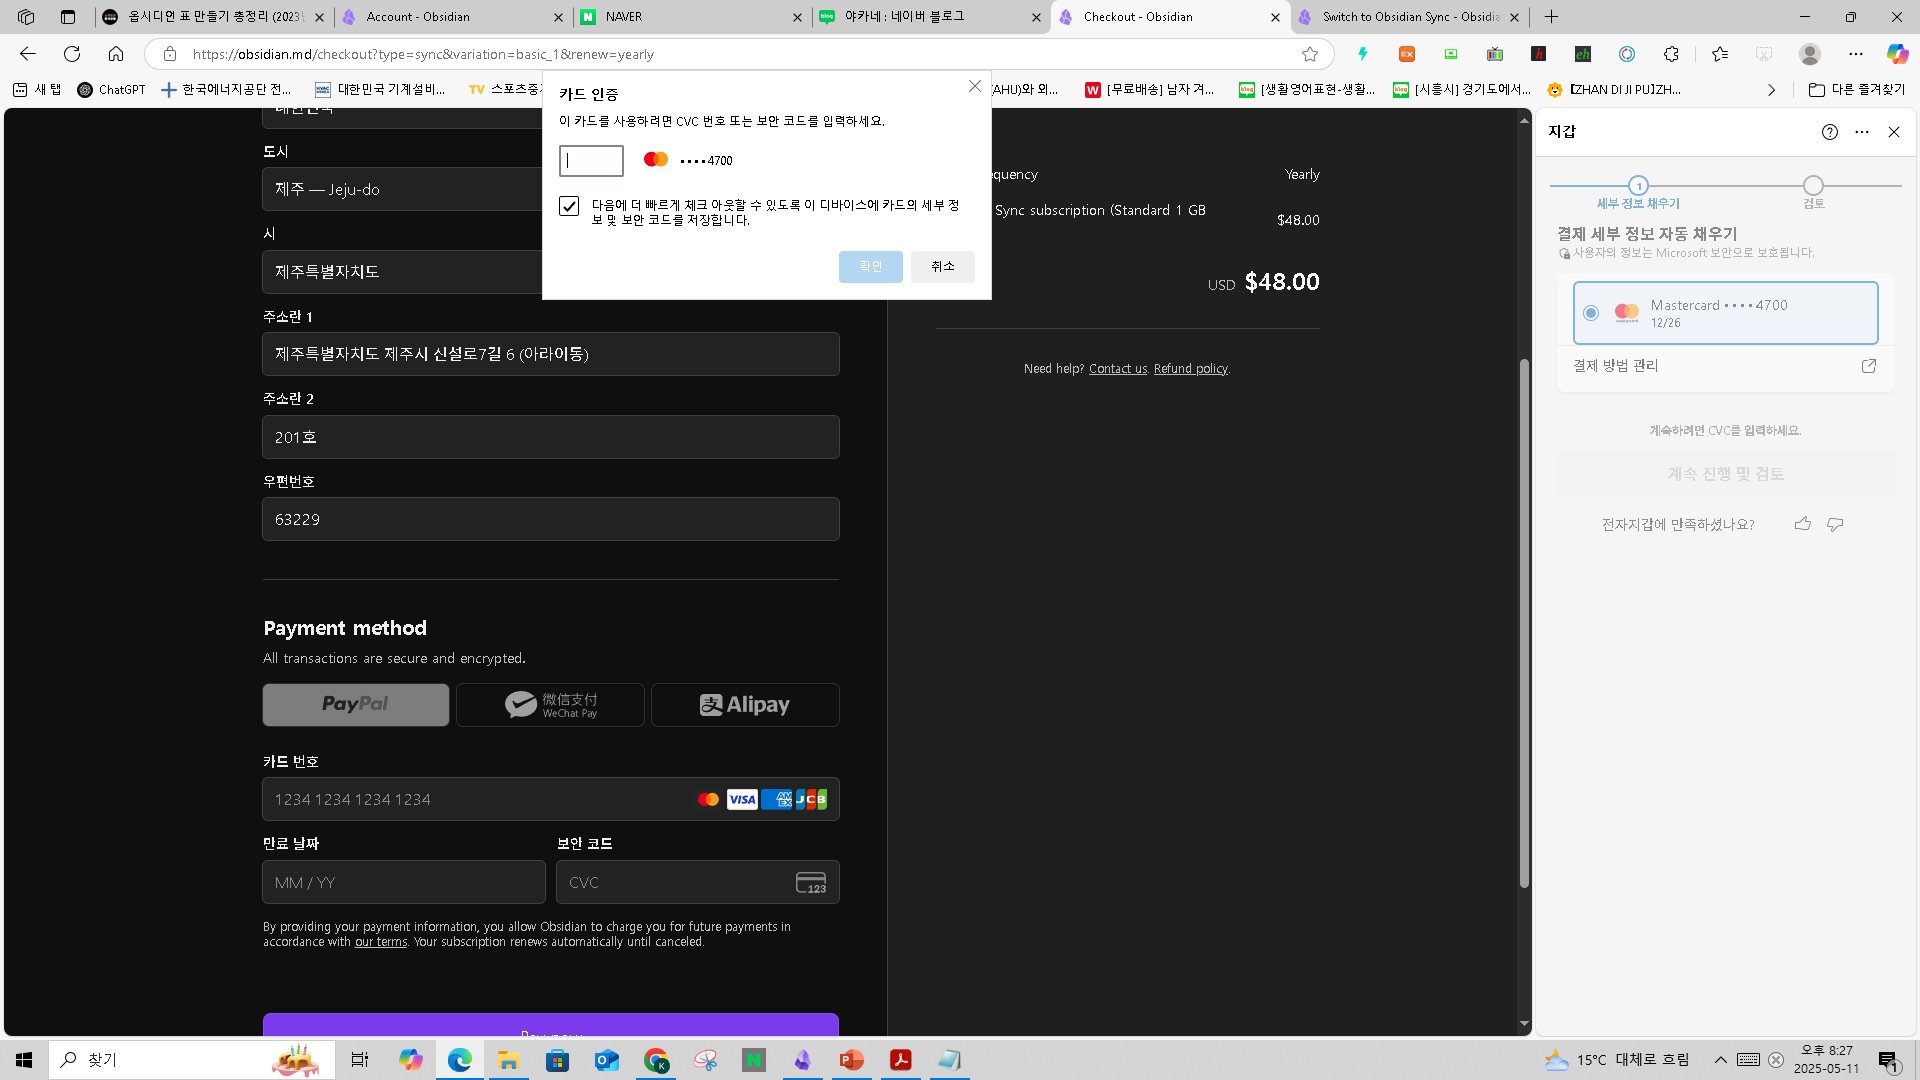 옵시디언 표 만들기 총정리 (2023
Account - Obsidian
NAVER
야카네 : 네이버 블로그
Checkout - Obsidian
Switch to Obsidian Sync - Obsidia
https://obsidian.md/checkout?type=sync&variation=basic_1&renew=yearly
새 탭
ChatGPT
한국에너지공단 전...
대한민국 기계설비...
TV 스포츠중
(AHU)와 외...
[무료배송] 남자 겨...
[생활영어표현-생활...
[시흥시] 경기도에서...
【ZHAN DI JI PU】ZH...
다른 즐겨찾기
카드 인증
이 카드를 사용하려면 CVC 번호 또는 보안 코드를 입력하세요.
••••4700
다음에 더 빠르게 체크 아웃할 수 있도록 이 디바이스에 카드의 세부 정
보 및 보안 코드를 저장합니다.
확인
취소
대한민국
도시
제주 — Jeju-do
시
제주특별자치도
주소란 1
제주특별자치도 제주시 신설로7길 6 (아라이동)
주소란 2
201호
우편번호
63229
Payment method
All transactions are secure and encrypted.
PayPal
微信支付
WeChat Pay
支 Alipay
카드 번호
1234 1234 1234 1234
VISA
AM EX
JCB
만료 날짜
보안 코드
MM / YY
CVC
123
By providing your payment information, you allow Obsidian to charge you for future payments in
accordance with our terms. Your subscription renews automatically until canceled.
equency
Yearly
Sync subscription (Standard 1 GB
$48.00
USD $48.00
Need help? Contact us. Refund policy.
지갑
1
세부 정보 채우기
검토
결제 세부 정보 자동 채우기
사용자의 정보는 Microsoft 보안으로 보호됩니다.
Mastercard ••••4700
12/26
결제 방법 관리
계속하려면 CVC를 입력하세요.
계속 진행 및 검토
전자지갑에 만족하셨나요?
찾기
15°C 대체로 흐림
오후 8:27
2025-05-11
1